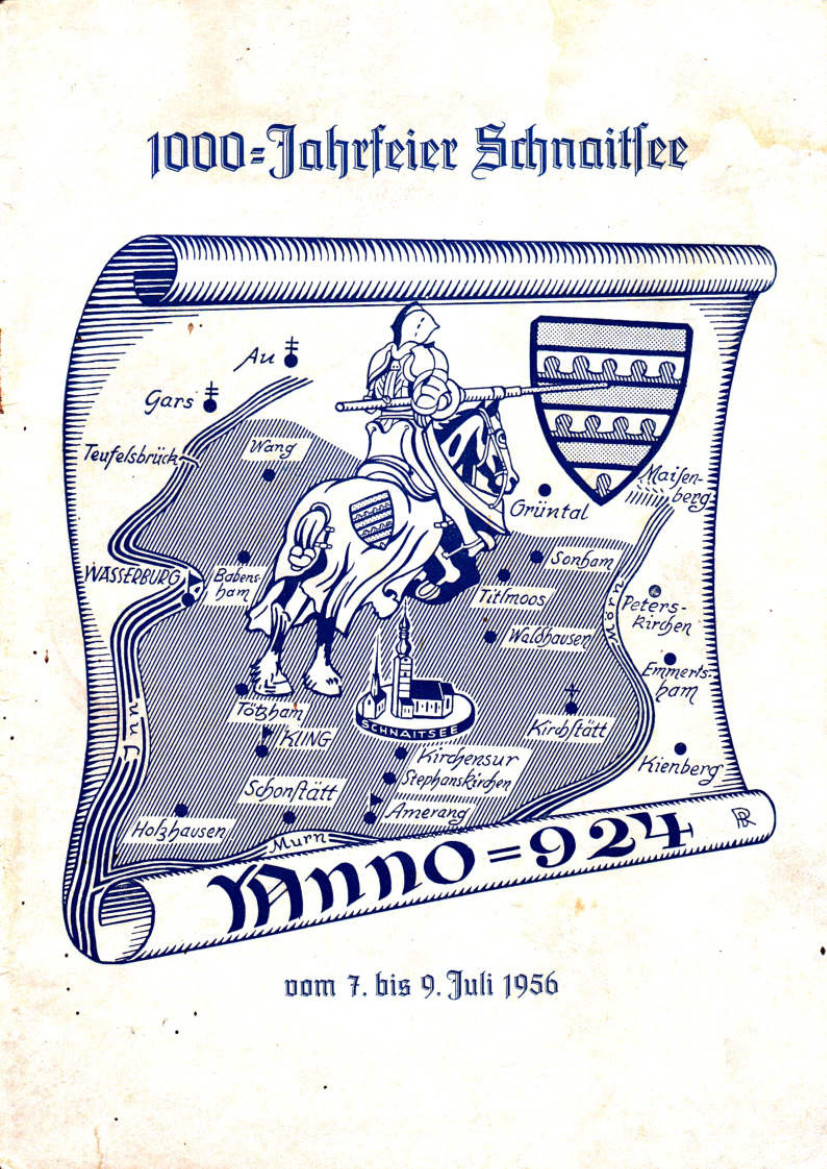 1000=Jahrfeier Schnaitsee
Au
Gars
Teufelsbrück
Wang
Maisen-
berg
Grüntal
Sonham
WASSERBURG
Babens-
ham
Titlmoos
Mörn
Peters-
kirchen
Waldhausen
Emmerts-
ham
Tötzham
SCHNAITSEE
Kirchstätt
KLING
Inn
Kirchensur
Stephanskirchen
Kienberg
Schonstätt
Amerang
Holzhausen
Murn
Anno=924
PR
vom 7. bis 9. Juli 1956